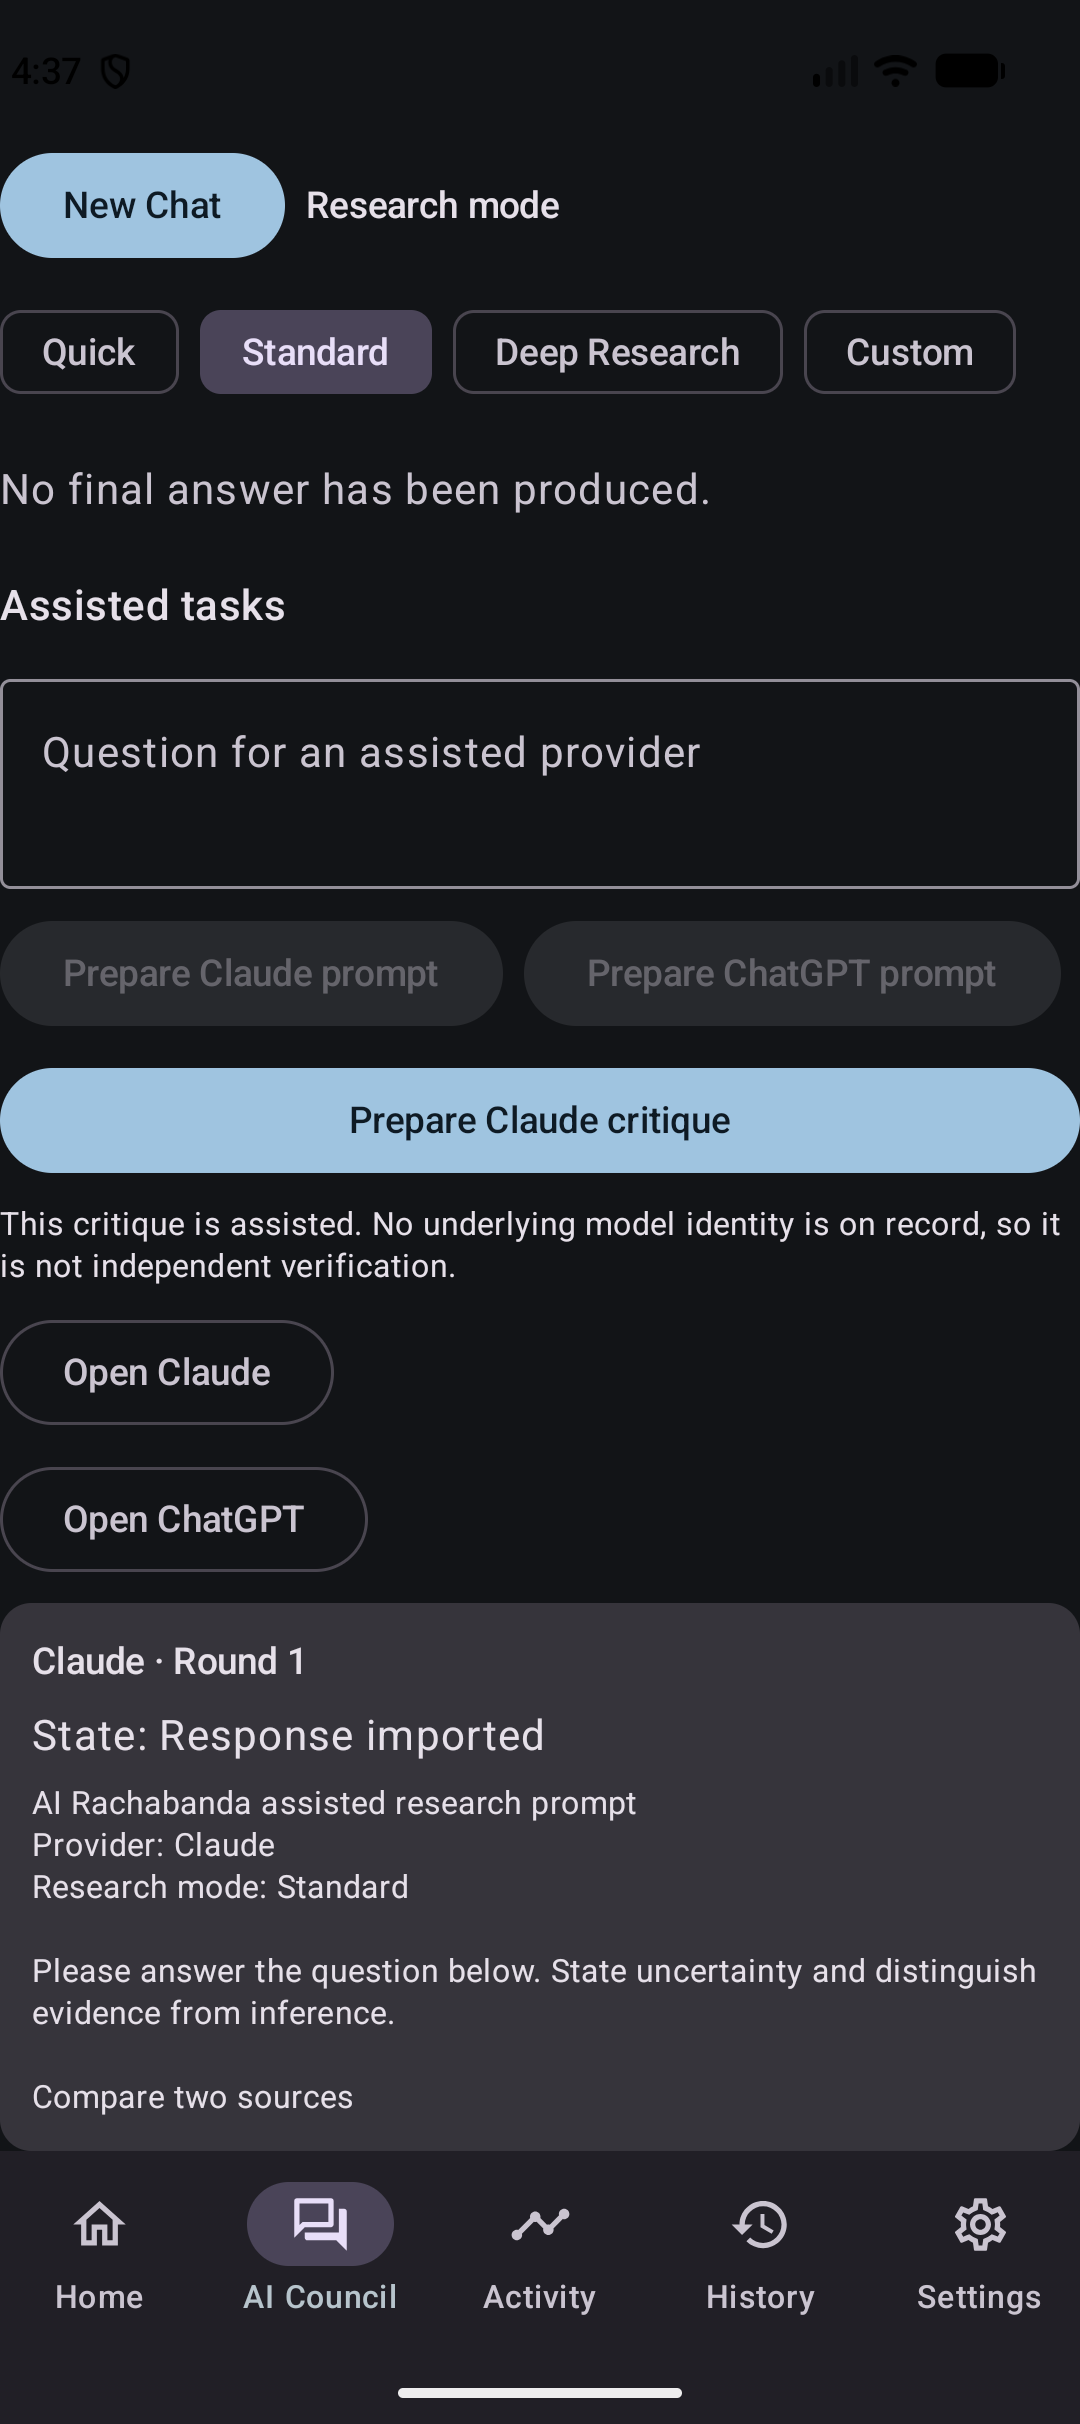 4:37
New Chat
Research mode
Quick
Standard
Deep Research
Custom
No final answer has been produced.
Assisted tasks
Question for an assisted provider
Prepare Claude prompt
Prepare ChatGPT prompt
Prepare Claude critique
This critique is assisted. No underlying model identity is on record, so it
is not independent verification.
Open Claude
Open ChatGPT
Claude · Round 1
State: Response imported
AI Rachabanda assisted research prompt
Provider: Claude
Research mode: Standard
Please answer the question below. State uncertainty and distinguish
evidence from inference.
Compare two sources
Home
AI Council
Activity
History
Settings